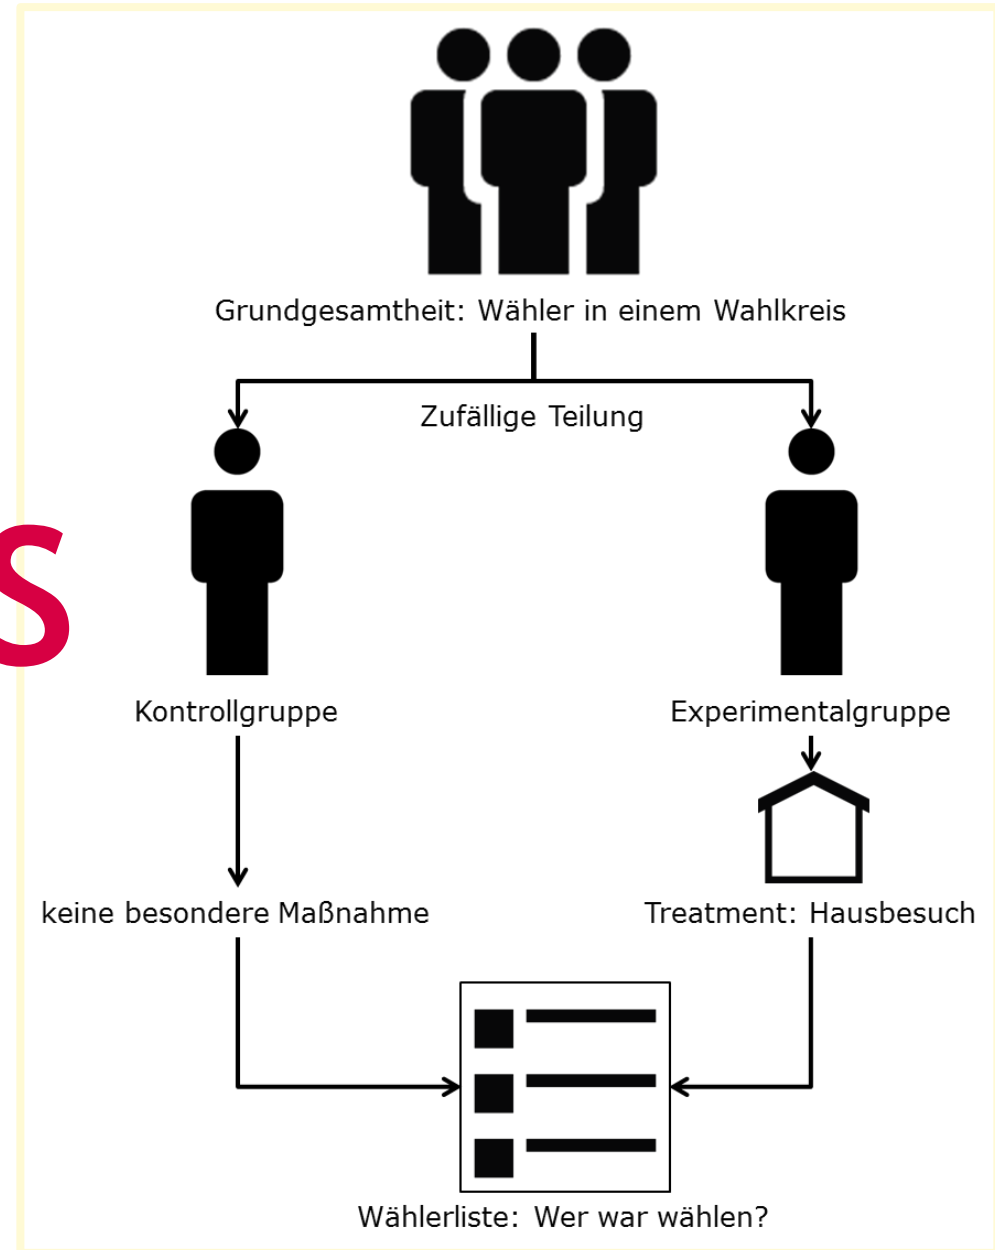 Grundgesamtheit: Wähler in einem Wahlkreis
Zufällige Teilung
s
Kontrollgruppe
Experimentalgruppe
keine besondere Maßnahme
Treatment: Hausbesuch
Wählerliste: Wer war wählen?